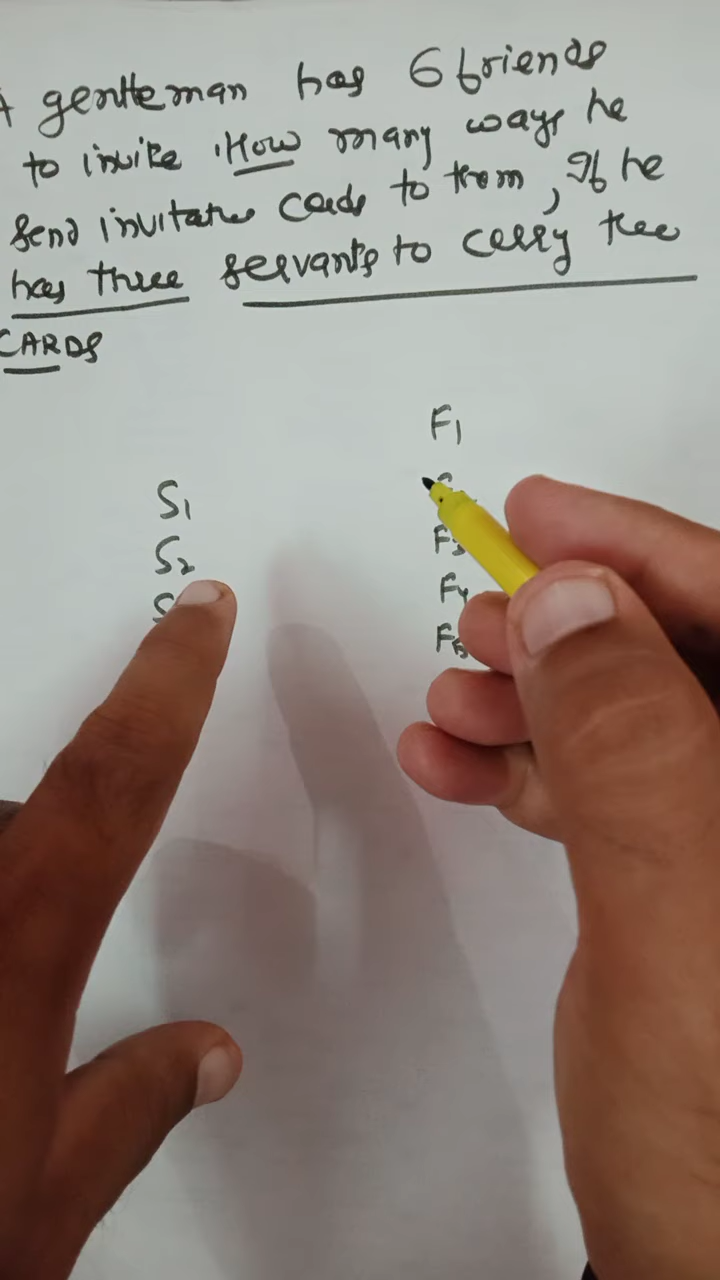 A gentleman has 6 friends
to invite. How many ways he
send invitation cards to them, If he
has three servants to carry the
CARDS
F1
S1
S2
F3
F4
F5